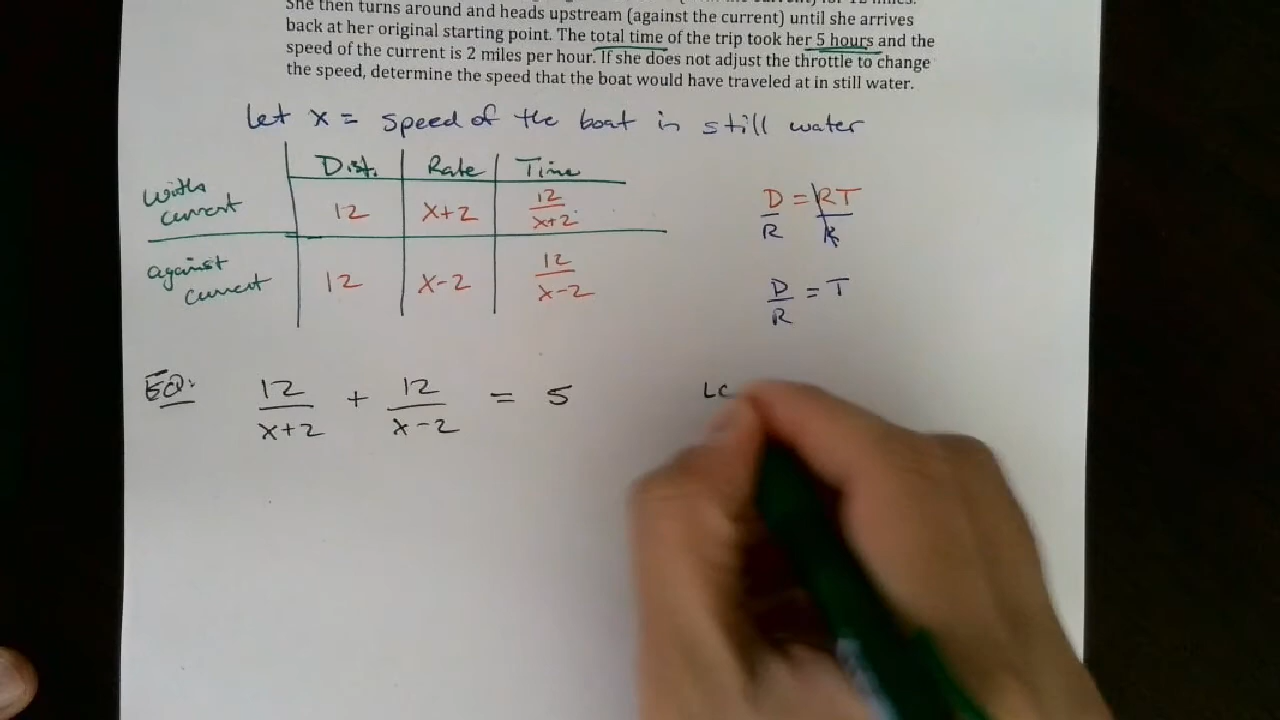 She then turns around and heads upstream (against the current) until she arrives
back at her original starting point. The total time of the trip took her 5 hours and the
speed of the current is 2 miles per hour. If she does not adjust the throttle to change
the speed, determine the speed that the boat would have traveled at in still water.
Let x = speed of the boat in still water
Dist. Rate Time
With current 12 x+2 12/x+2
against current 12 x-2 12/x-2
D/R = RT/R
D/R = T
EQ: 12/x+2 + 12/x-2 = 5
LC